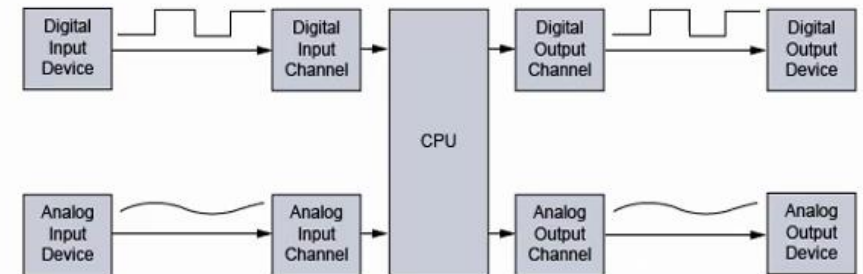 Digital
Input
Device
Digital
Input
Channel
CPU
Digital
Output
Channel
Digital
Output
Device
Analog
Input
Device
Analog
Input
Channel
Analog
Output
Channel
Analog
Output
Device